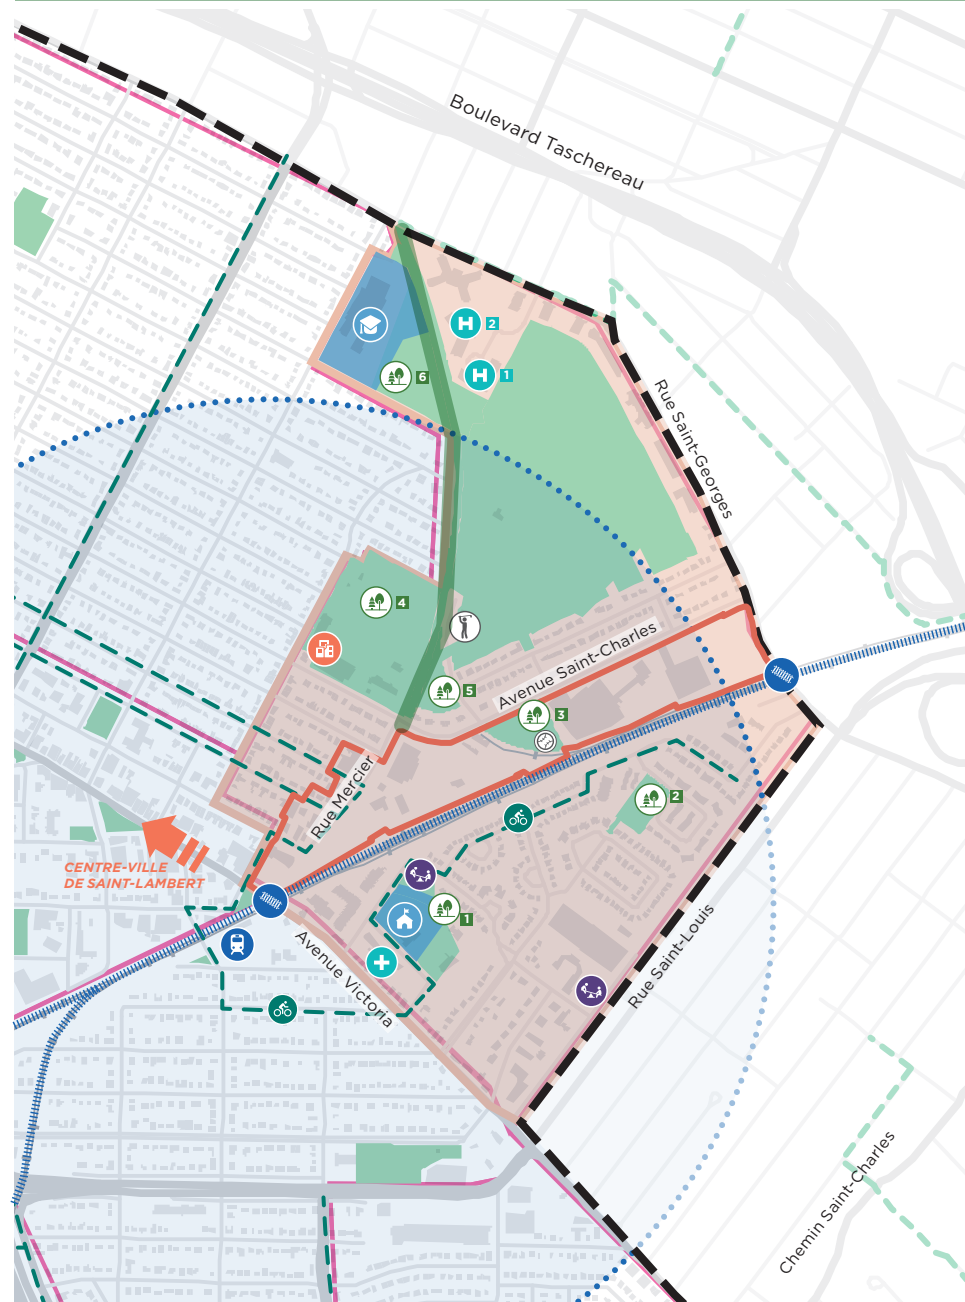 Boulevard Taschereau
H 2
H 1
6
Rue Saint-Georges
4
Avenue Saint-Charles
5
3
Rue Mercier
2
CENTRE-VILLE
DE SAINT-LAMBERT
1
Avenue Victoria
Rue Saint-Louis
Chemin Saint-Charles